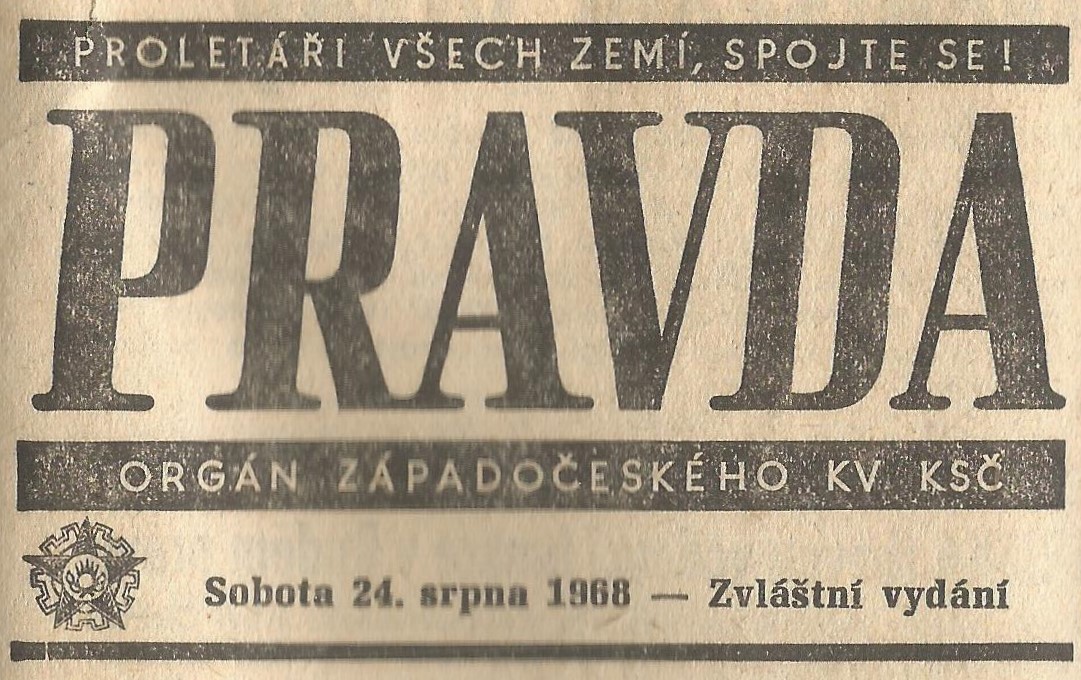 PROLETÁŘI VŠECH ZEMÍ, SPOJTE SE!
PRAVDA
ORGÁN ZÁPADOČESKÉHO KV KSČ
Sobota 24. srpna 1968 — Zvláštní vydání